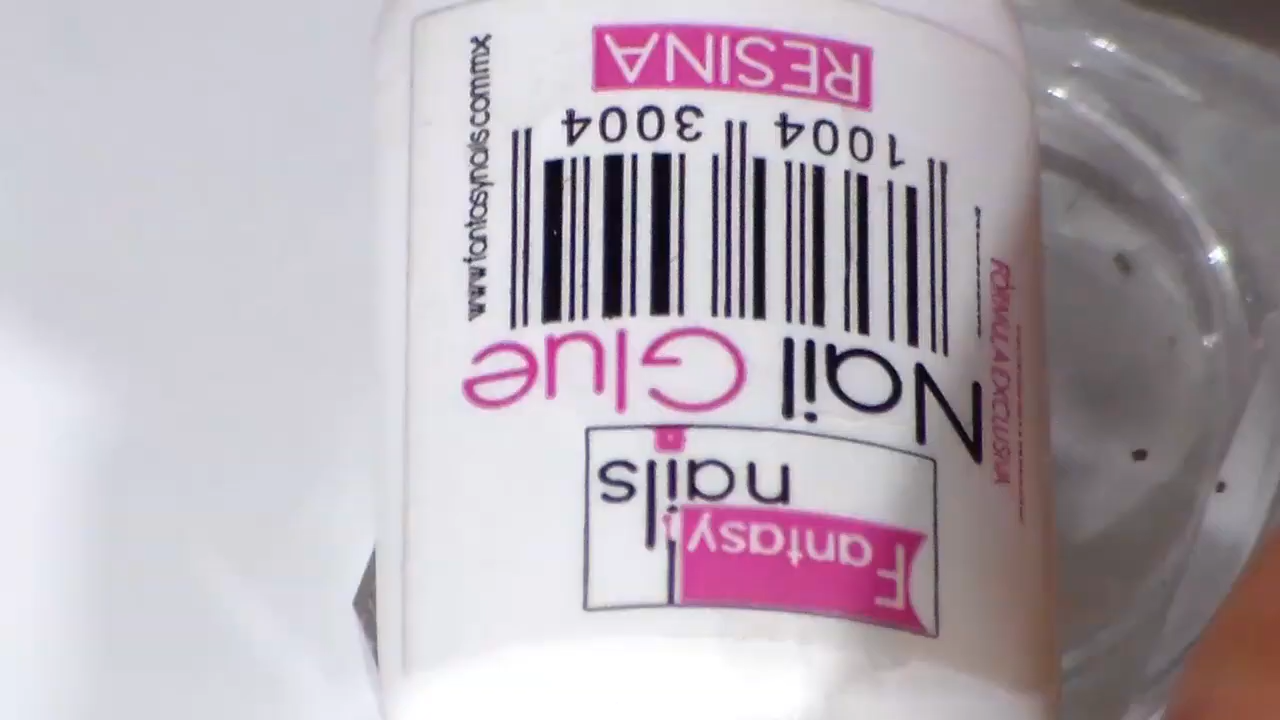 Fantasy
nails
Nail Glue
1004 3004
RESINA
www.fantasynails.com.mx
FÓRMULA EXCLUSIVA